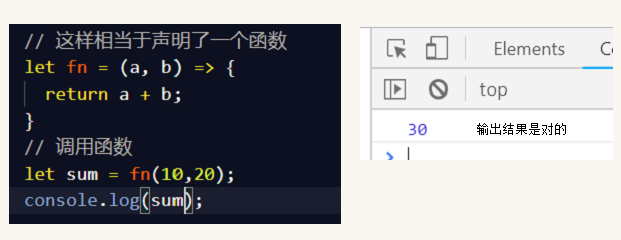 // 这样相当于声明了一个函数
let fn = (a, b) => {
  return a + b;
}
// 调用函数
let sum = fn(10,20);
console.log(sum);
Elements
top
30 输出结果是对的